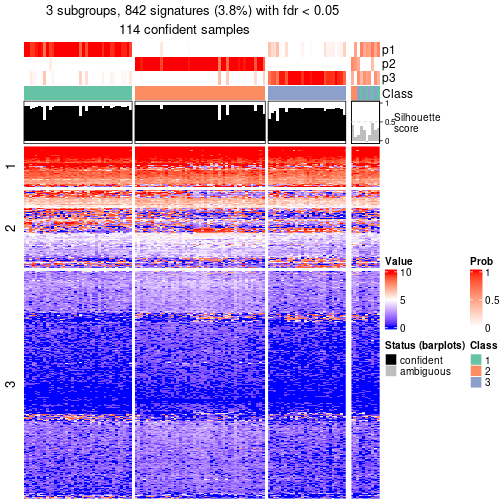 3 subgroups, 842 signatures (3.8%) with fdr < 0.05
114 confident samples
p1
p2
p3
Class
1
0.5
0
Silhouette
score
1
2
3
Value
10
5
0
Prob
1
0.5
0
Status (barplots)
confident
ambiguous
Class
1
2
3